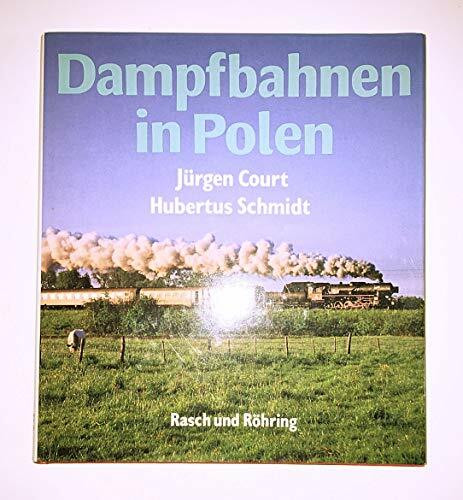 Dampfbahnen
in Polen
Jürgen Court
Hubertus Schmidt
Rasch und Röhring